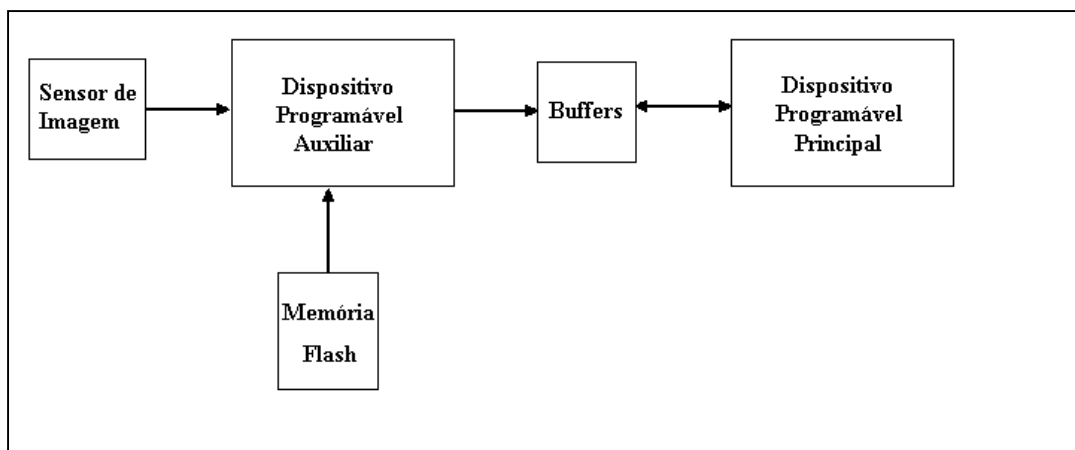 Sensor de
Imagem
Dispositivo
Programável
Auxiliar
Buffers
Dispositivo
Programável
Principal
Memória
Flash